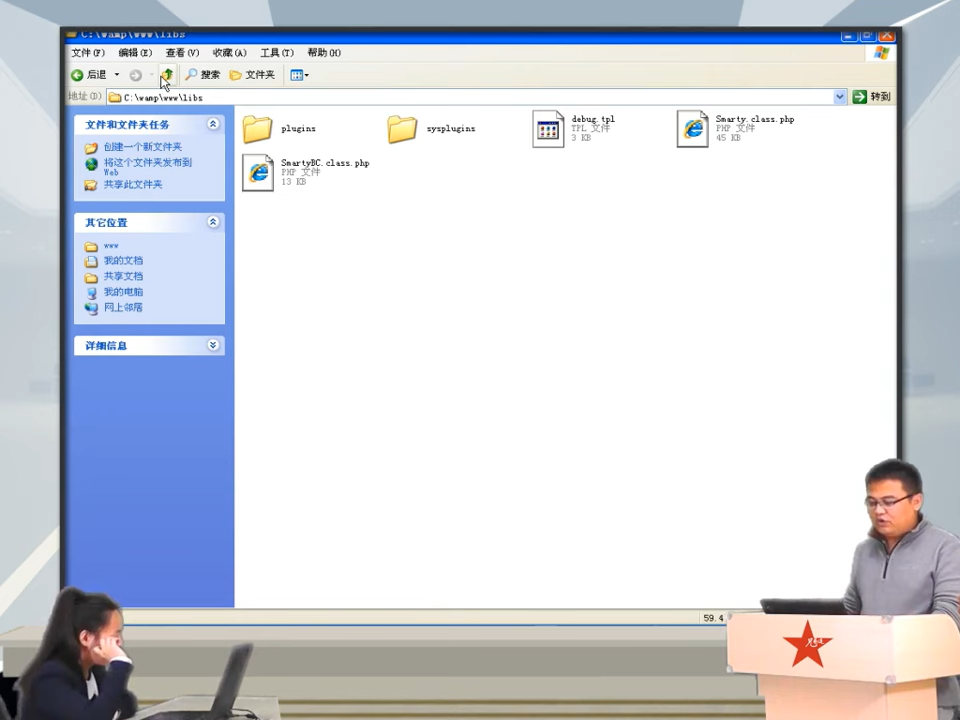 C:\wamp\www\libs
文件(F) 编辑(E) 查看(V) 收藏(A) 工具(T) 帮助(H)
后退 搜索 文件夹
地址(D) C:\wamp\www\libs 转到
文件和文件夹任务
创建一个新文件夹
将这个文件夹发布到
Web
共享此文件夹
其它位置
www
我的文档
共享文档
我的电脑
网上邻居
详细信息
plugins
sysplugins
debug.tpl
TPL 文件
3 KB
Smarty.class.php
PHP 文件
45 KB
SmartyBC.class.php
PHP 文件
13 KB
59.4